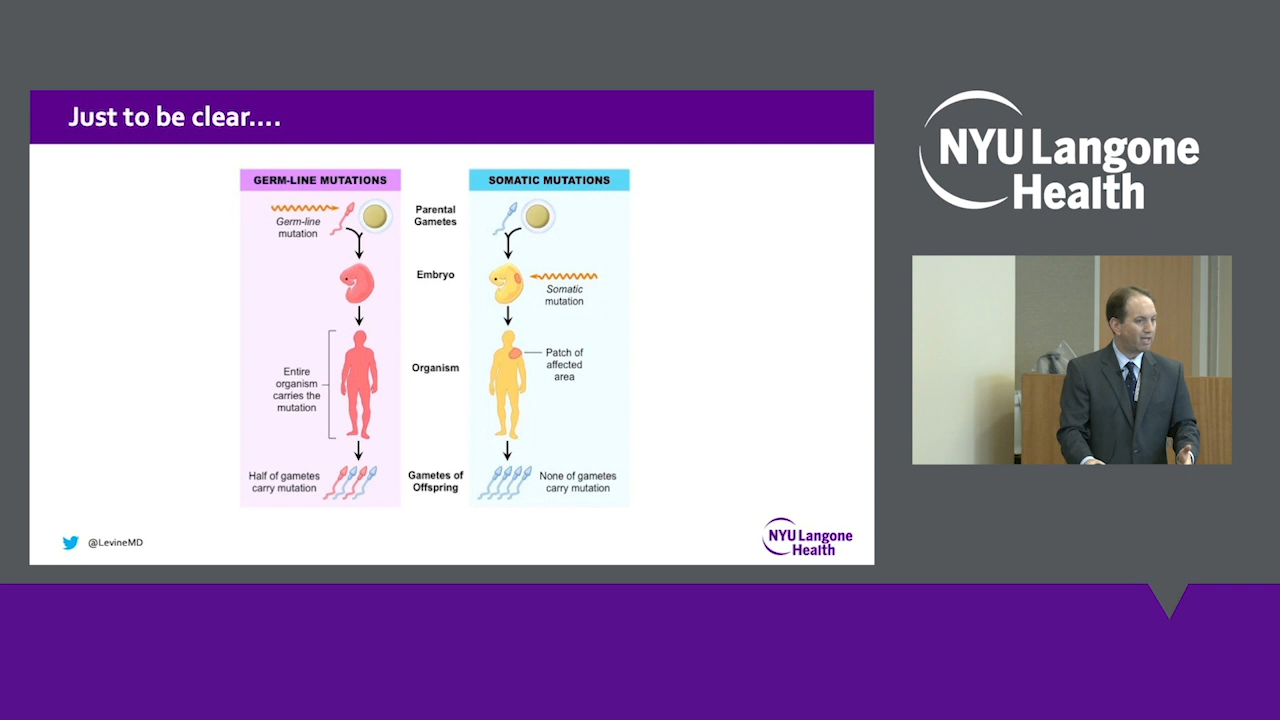 Just to be clear....
GERM-LINE MUTATIONS
SOMATIC MUTATIONS
Germ-line
mutation
Parental
Gametes
Embryo
Somatic
mutation
Entire
organism
carries the
mutation
Organism
Patch of
affected
area
Half of gametes
carry mutation
Gametes of
Offspring
None of gametes
carry mutation
@LevineMD
NYU Langone
Health
NYU Langone
Health